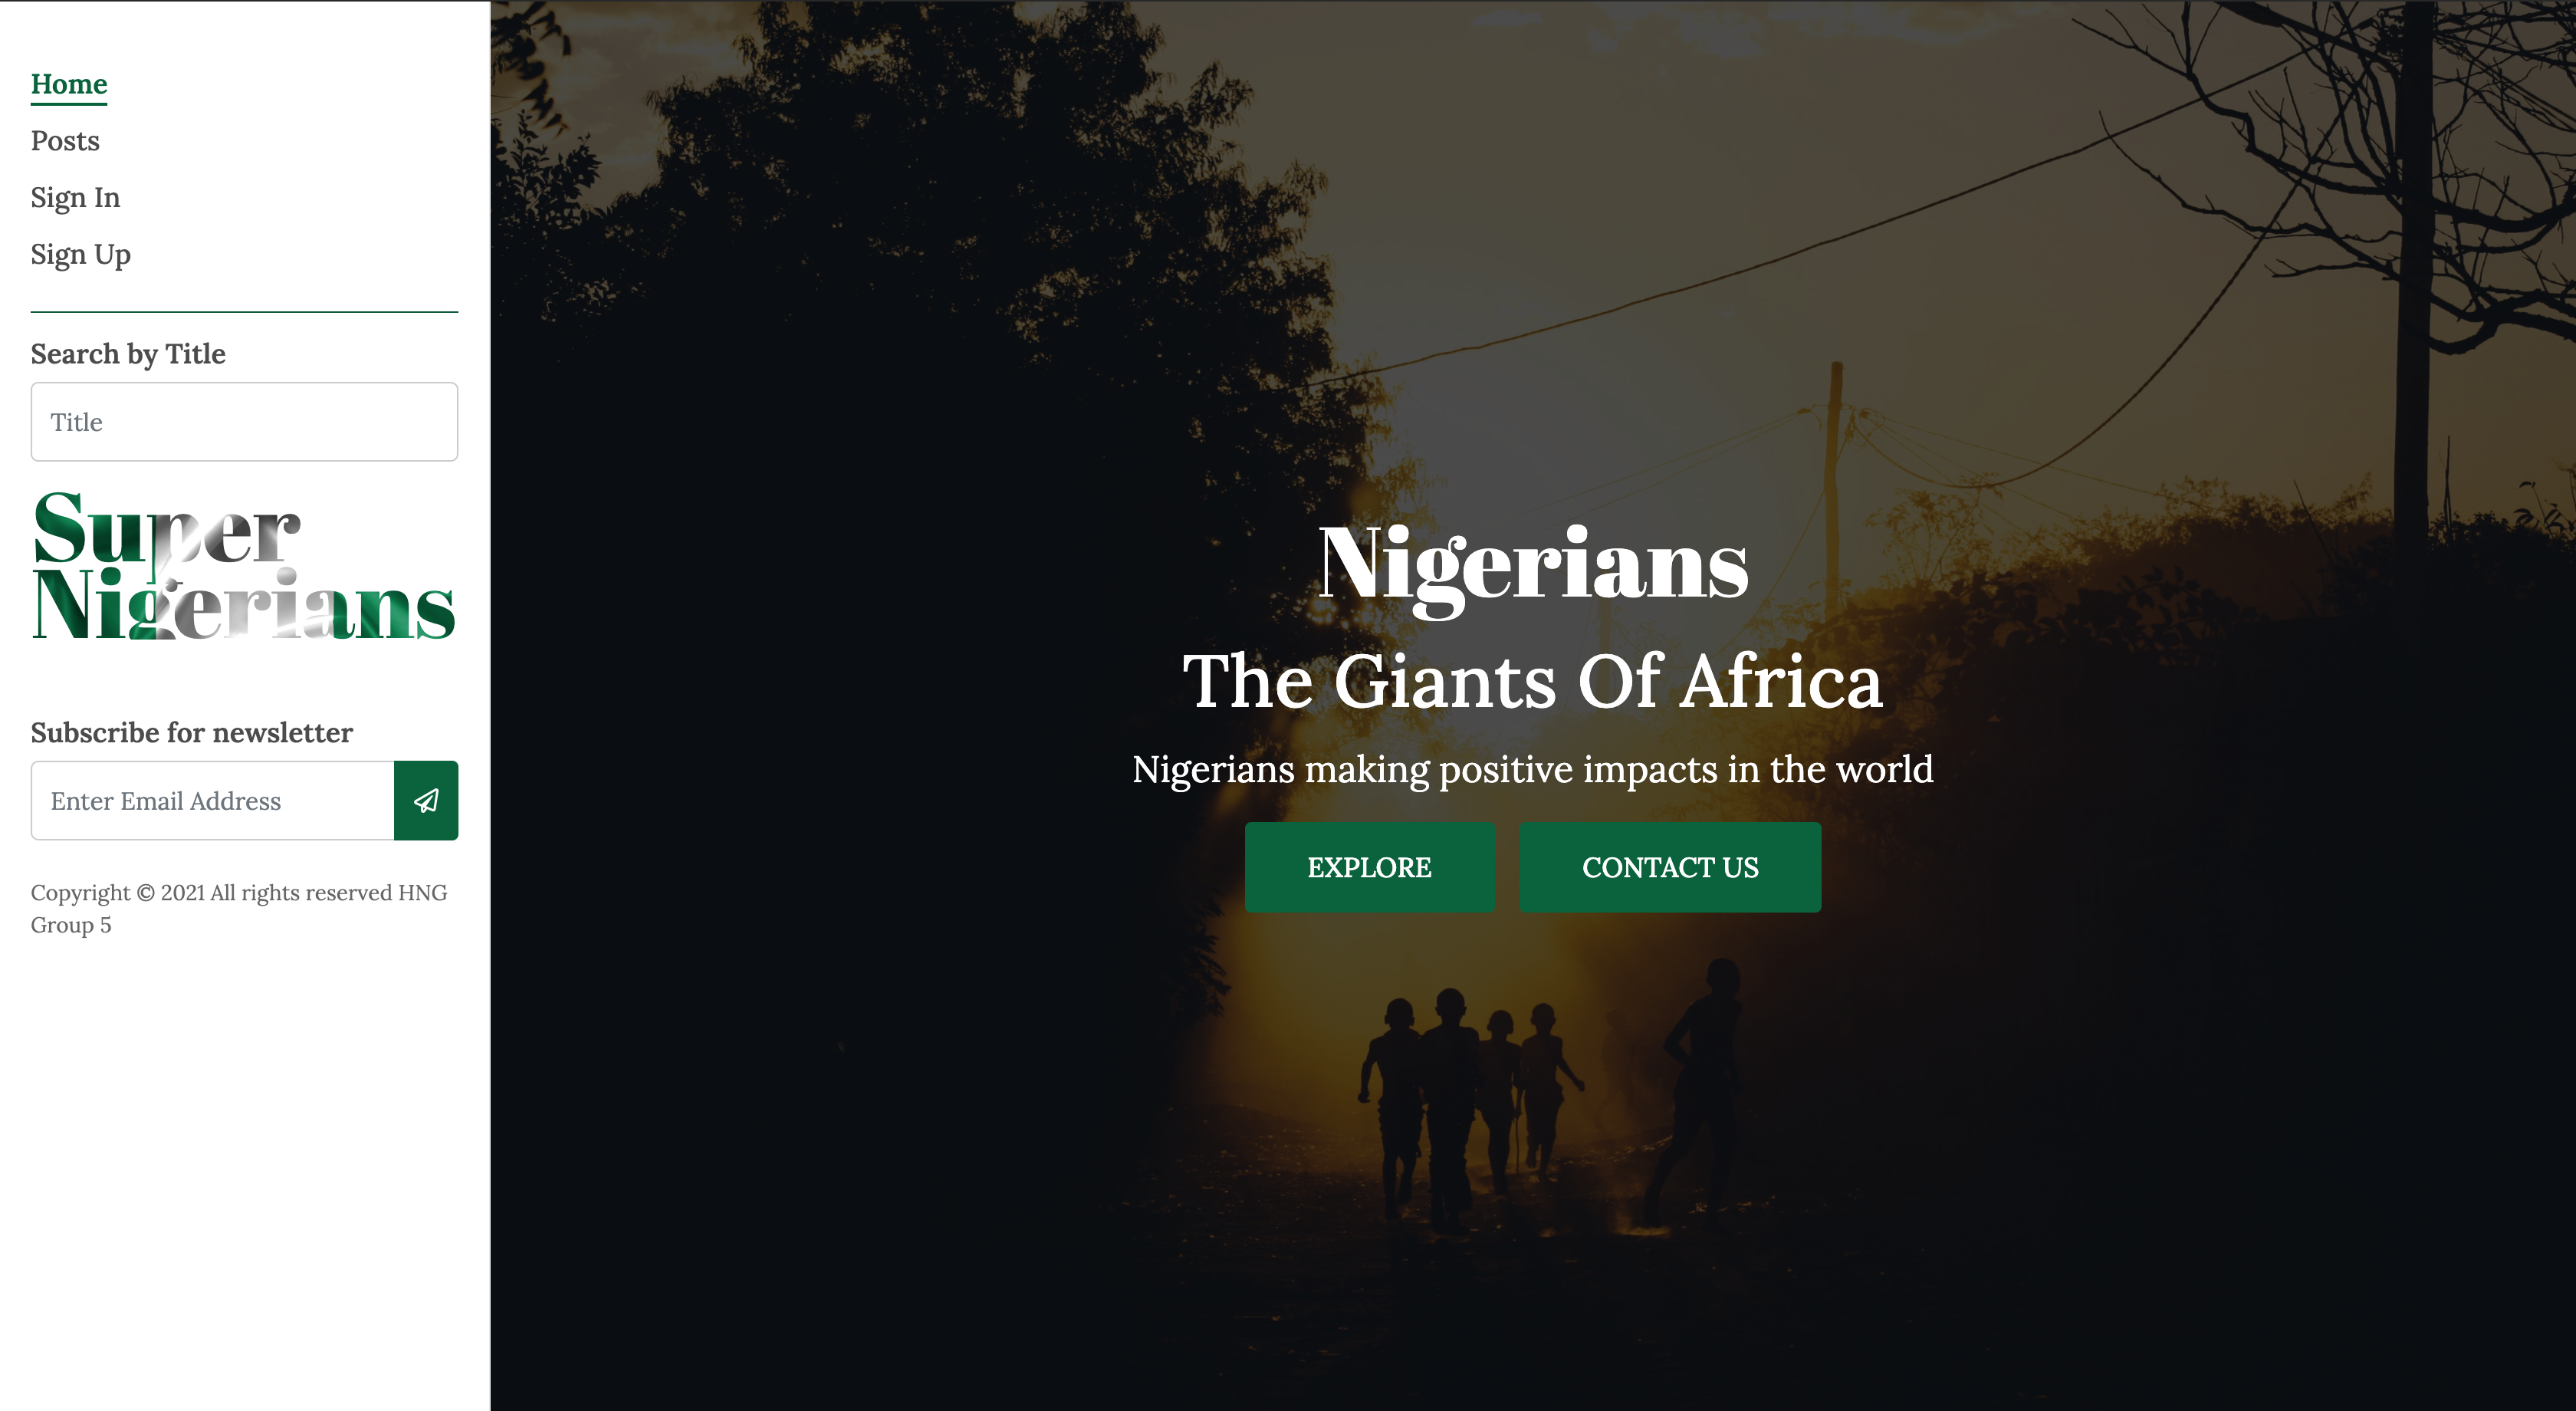 Home
Posts
Sign In
Sign Up
Search by Title
Title
Super
Nigerians
Subscribe for newsletter
Enter Email Address
Copyright © 2021 All rights reserved HNG
Group 5
Nigerians
The Giants Of Africa
Nigerians making positive impacts in the world
EXPLORE
CONTACT US